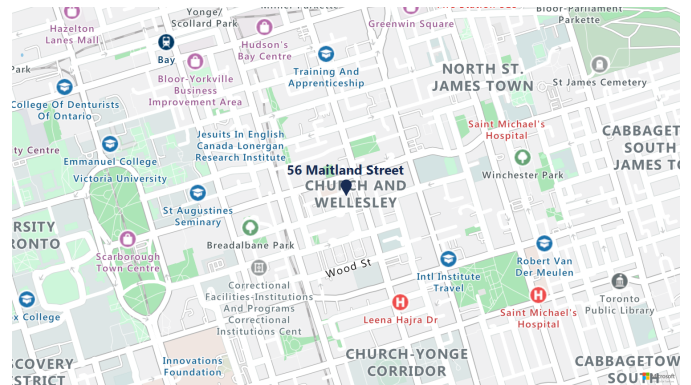 Hazelton
Lanes Mall
Yonge/
Scollard Park
Greenwin Square
Bloor-Parliament
Parkette
Hudson's
Bay Centre
Park
Bay
Bloor-Yorkville
Business
Improvement Area
Training And
Apprenticeship
NORTH ST.
JAMES TOWN
St James Cemetery
College Of Denturists
Of Ontario
Jesuits In English
Canada Lonergan
Research Institute
Saint Michael's
Hospital
CABBAGET
SOUTH
JAMES T
ty Centre
Emmanuel College
Victoria University
56 Maitland Street
CHURCH AND
WELLESLEY
Winchester Park
St Augustines
Seminary
RSITY
RONTO
Breadalbane Park
Scarborough
Town Centre
Wood St
Robert Van
Der Meulen
Intl Institute
Travel
Correctional
Facilities-Institutions
And Programs
Correctional
Institutions Cent
x College
Leena Hajra Dr
Saint Michael's
Hospital
Toronto
Public Library
Innovations
Foundation
CHURCH-YONGE
CORRIDOR
SCOVERY
STRICT
CABBAGETOW
SOUTH